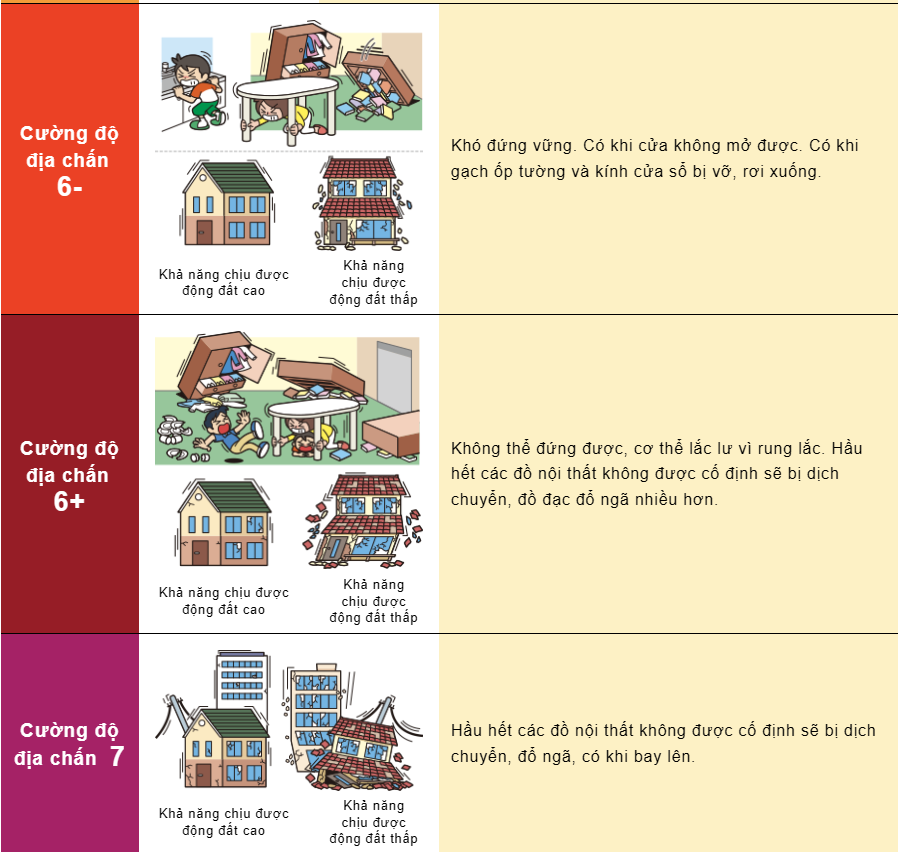 Cường độ
địa chấn
6-
Khả năng chịu được
động đất cao
Khả năng
chịu được
động đất thấp
Khó đứng vững. Có khi cửa không mở được. Có khi
gạch ốp tường và kính cửa sổ bị vỡ, rơi xuống.
Cường độ
địa chấn
6+
Khả năng chịu được
động đất cao
Khả năng
chịu được
động đất thấp
Không thể đứng được, cơ thể lắc lư vì rung lắc. Hầu
hết các đồ nội thất không được cố định sẽ bị dịch
chuyển, đồ đạc đổ ngã nhiều hơn.
Cường độ
địa chấn 7
Khả năng chịu được
động đất cao
Khả năng
chịu được
động đất thấp
Hầu hết các đồ nội thất không được cố định sẽ bị dịch
chuyển, đổ ngã, có khi bay lên.